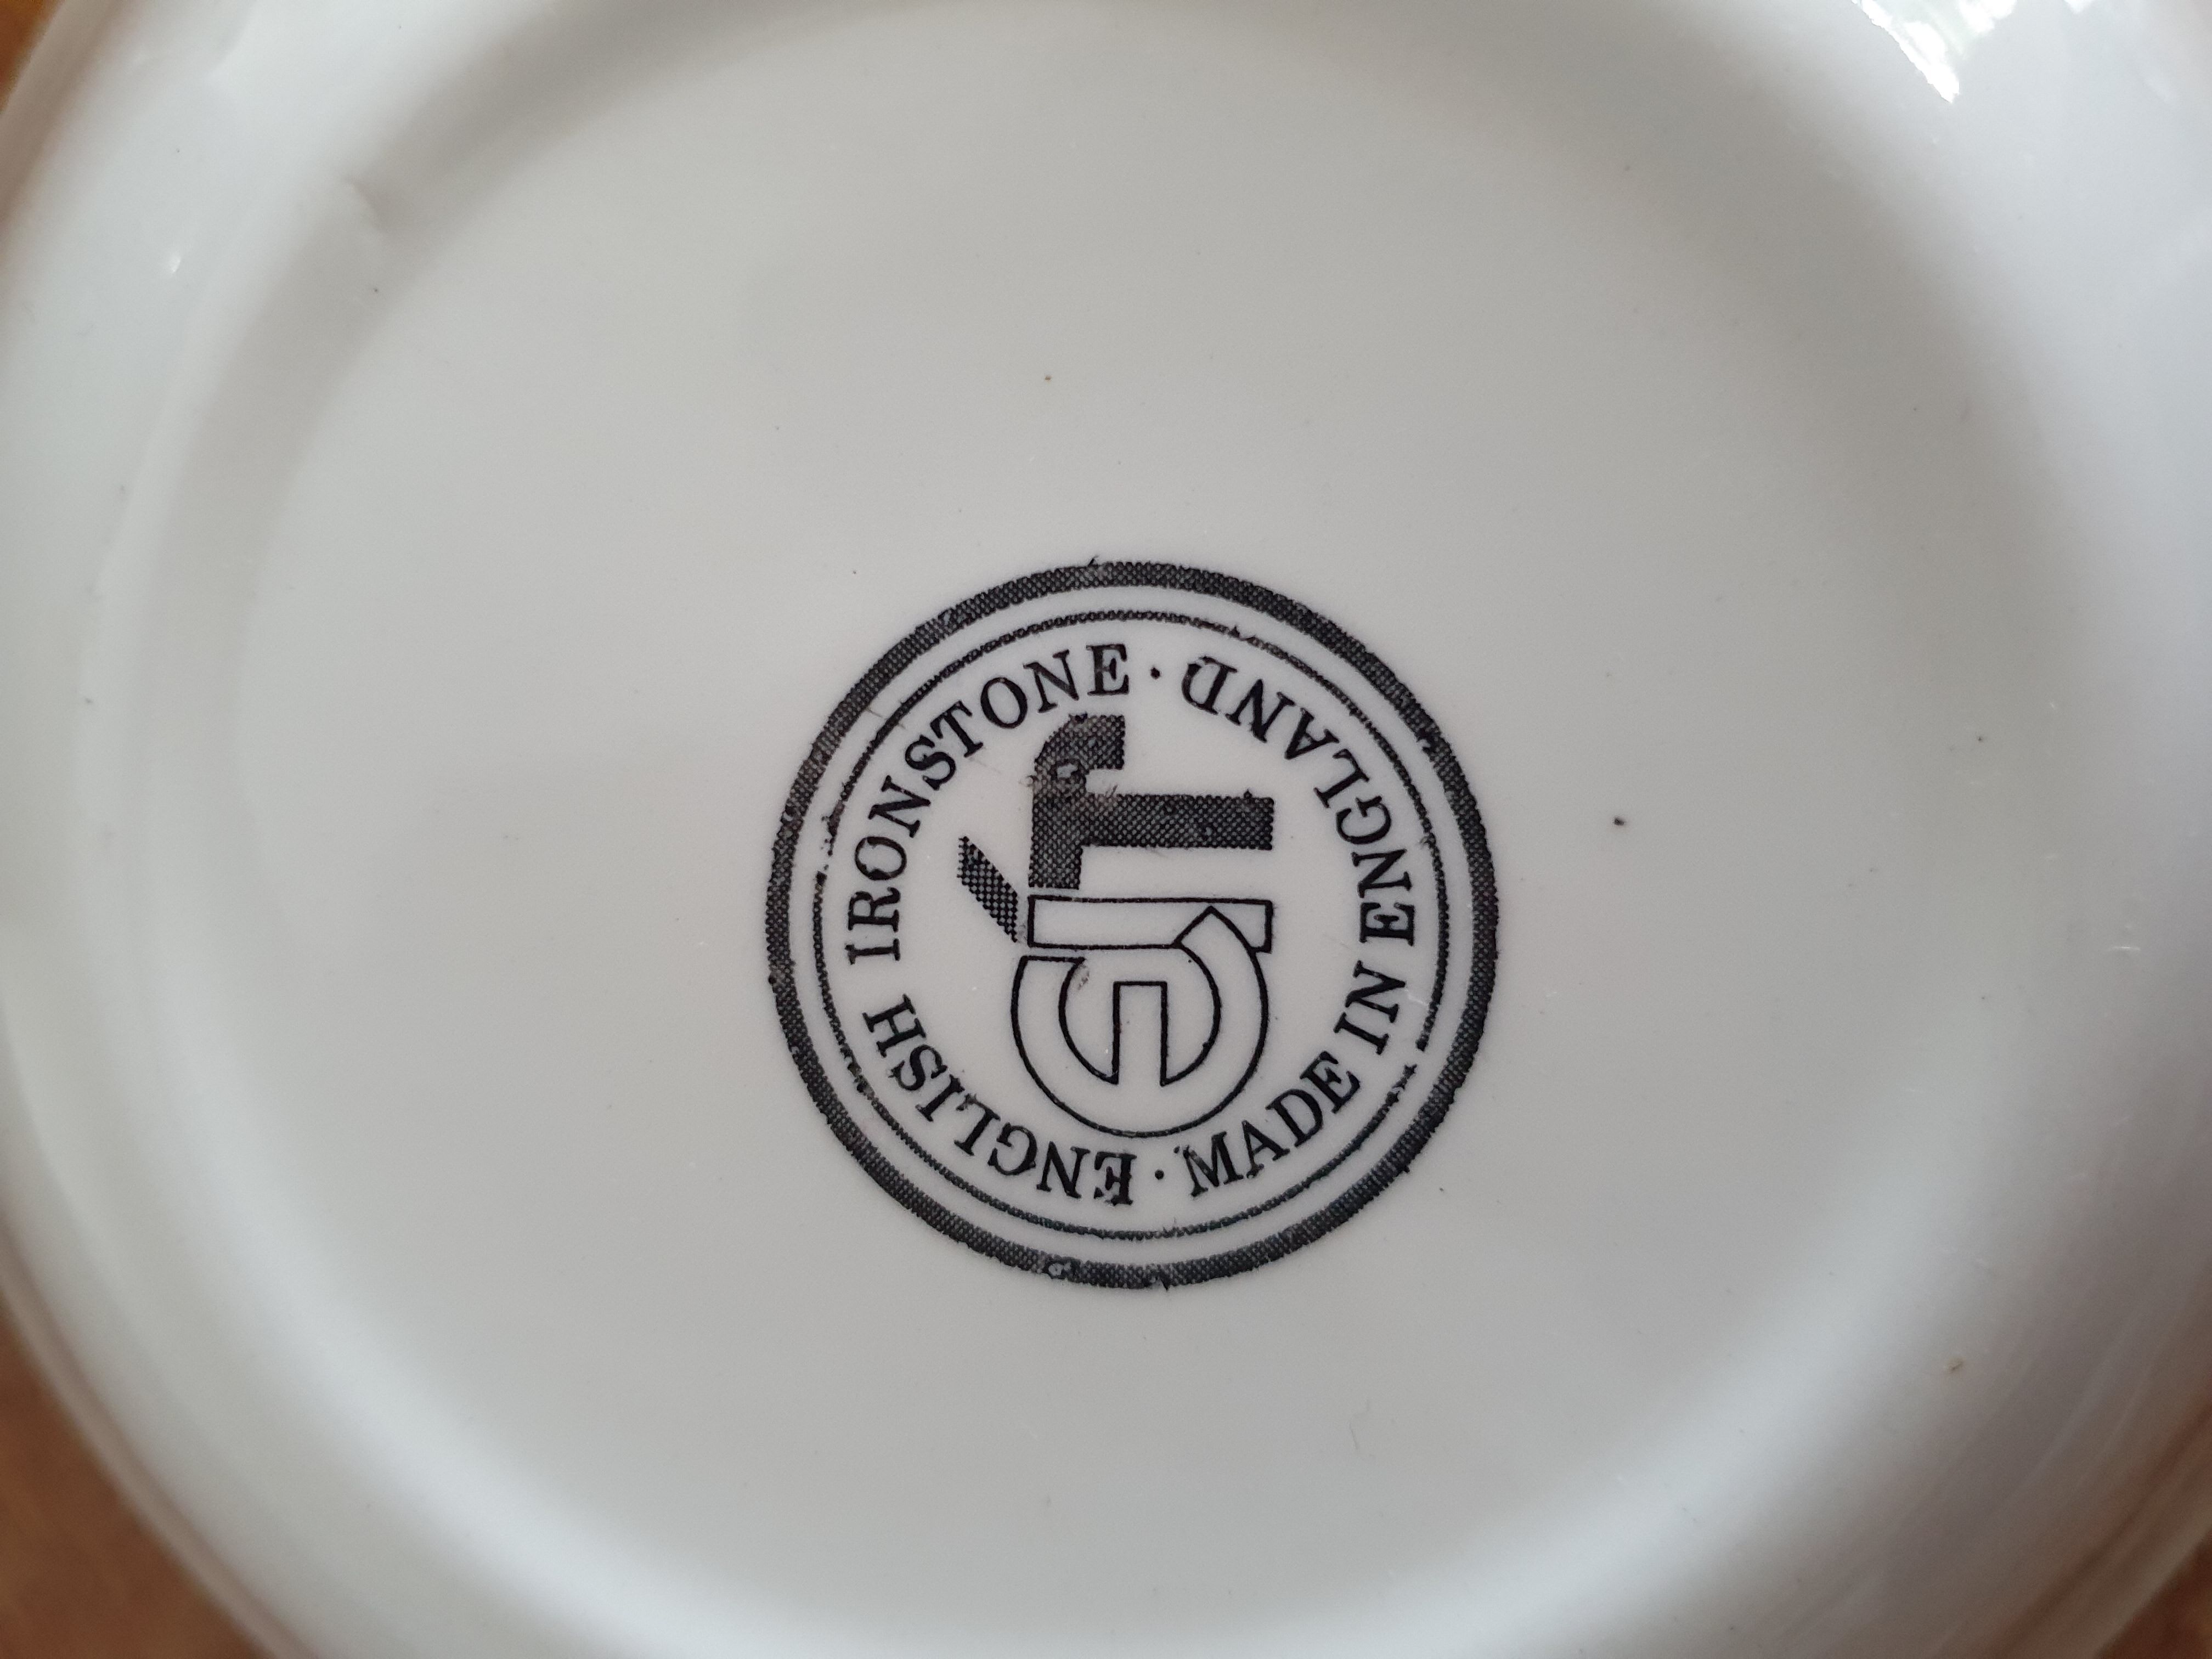 ENGLISH IRONSTONE ·
MADE IN ENGLAND ·